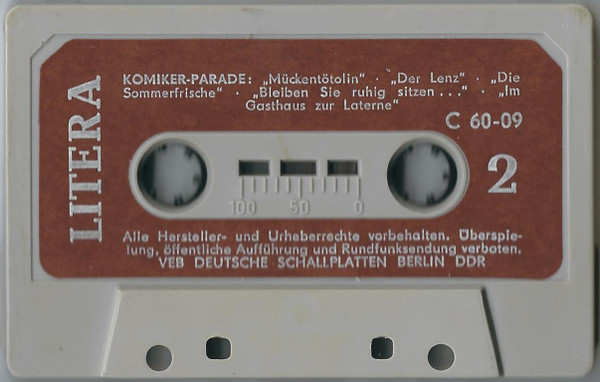 LITERA
KOMIKER-PARADE: „Mückentötolin“ · „Der Lenz“ · „Die
Sommerfrische“ · „Bleiben Sie ruhig sitzen...“ · „Im
Gasthaus zur Laterne“
C 60-09
2
100 50 0
Alle Hersteller- und Urheberrechte vorbehalten. Überspie-
lung, öffentliche Aufführung und Rundfunksendung verboten.
VEB DEUTSCHE SCHALLPLATTEN BERLIN DDR